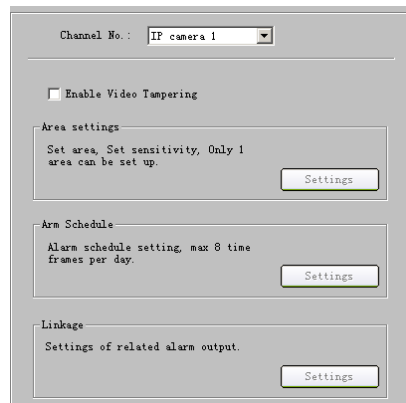 Channel No.: IP camera 1
Enable Video Tampering
Area settings
Set area, Set sensitivity, Only 1
area can be set up.
Settings
Arm Schedule
Alarm schedule setting, max 8 time
frames per day.
Settings
Linkage
Settings of related alarm output.
Settings